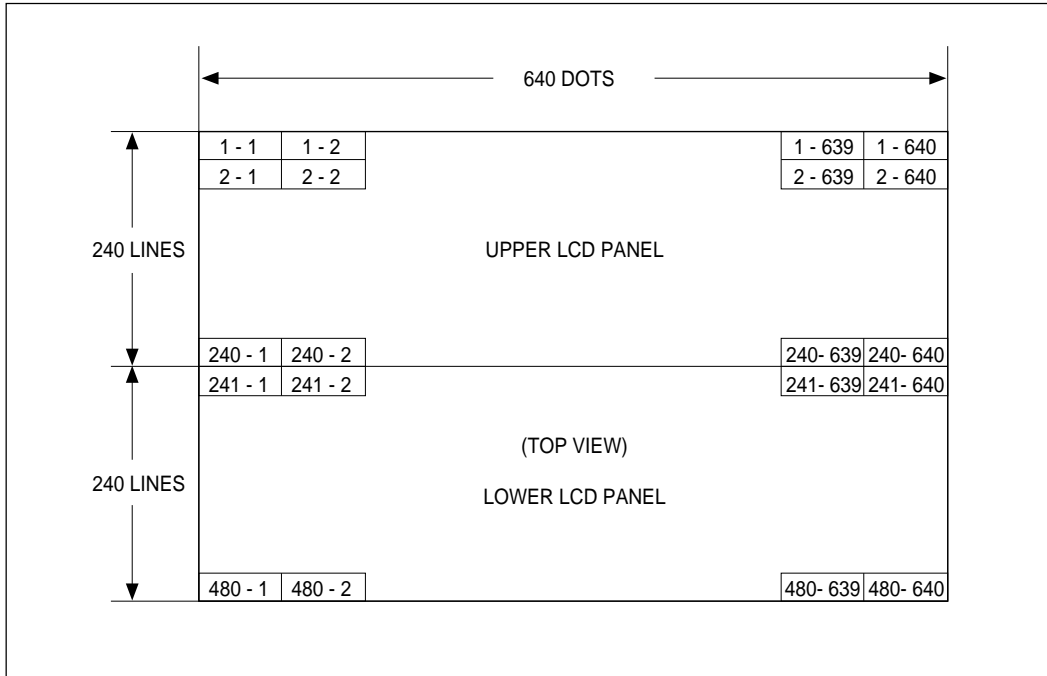 640 DOTS
1 - 1 1 - 2 1 - 639 1 - 640
2 - 1 2 - 2 2 - 639 2 - 640
240 LINES UPPER LCD PANEL
240 - 1 240 - 2 240- 639 240- 640
241 - 1 241 - 2 241- 639 241- 640
(TOP VIEW)
240 LINES
LOWER LCD PANEL
480 - 1 480 - 2 480- 639 480- 640